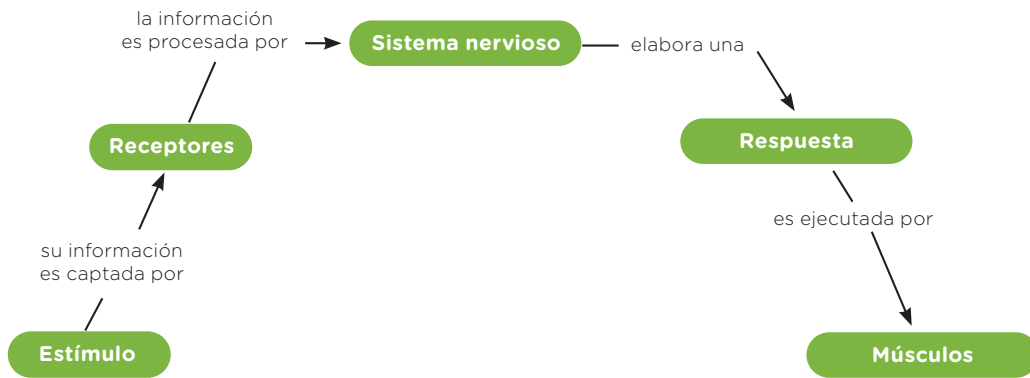 la información
es procesada por
Sistema nervioso
elabora una
Receptores
Respuesta
su información
es captada por
es ejecutada por
Estímulo
Músculos